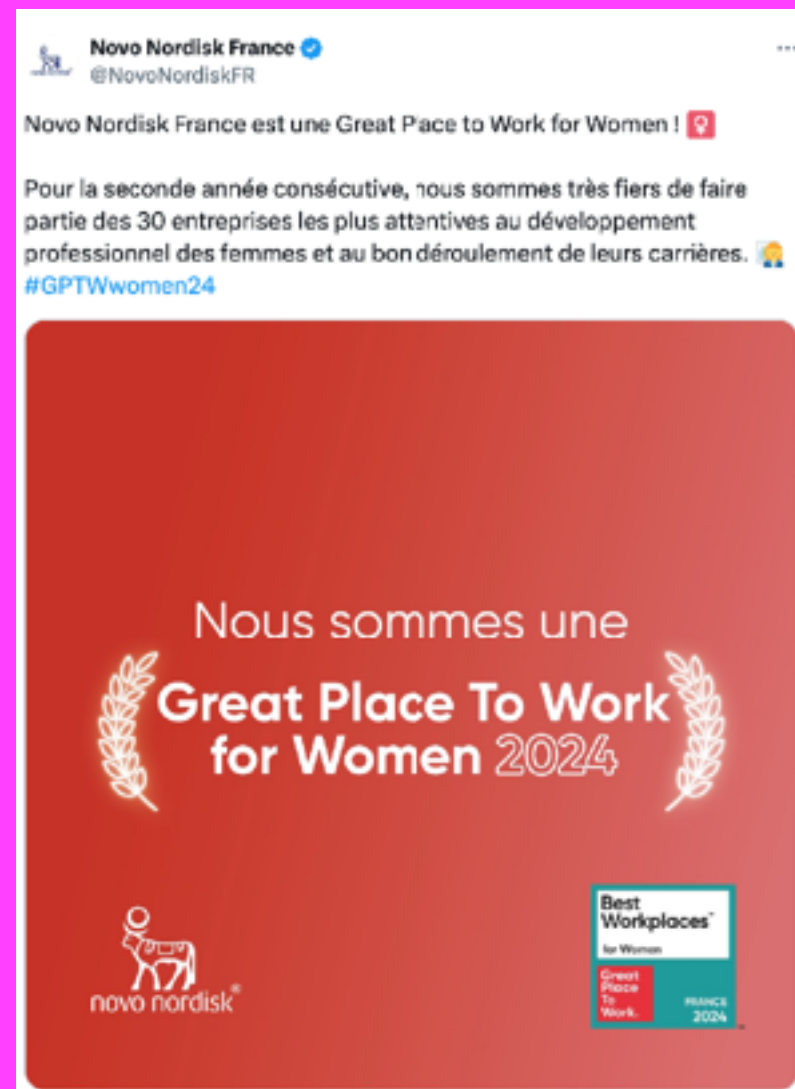 Novo Nordisk France
@NovoNordiskFR
Novo Nordisk France est une Great Place to Work for Women !
Pour la seconde année consécutive, nous sommes très fiers de faire
partie des 30 entreprises les plus attentives au développement
professionnel des femmes et au bon déroulement de leurs carrières.
#GPTWwomen24
Nous sommes une
Great Place To Work
for Women 2024
novo nordisk®
Best
Workplaces™
for Women
Great
Place
To
Work.
FRANCE
2024